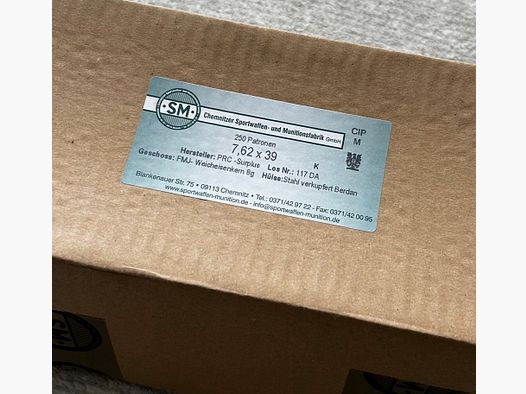 SM
Chemnitzer Sportwaffen- und Munitionsfabrik GmbH
CIP
M
250 Patronen
7,62 x 39
K
Hersteller: PRC -Surplus Los Nr.: 117 DA
Geschoss: FMJ- Weicheisenkern 8g Hülse:Stahl verkupfert Berdan
Blankenauer Str. 75 • 09113 Chemnitz • Tel.: 0371/42 97 22 - Fax: 0371/42 00 95
www.sportwaffen-munition.de - info@sportwaffen-munition.de
SM